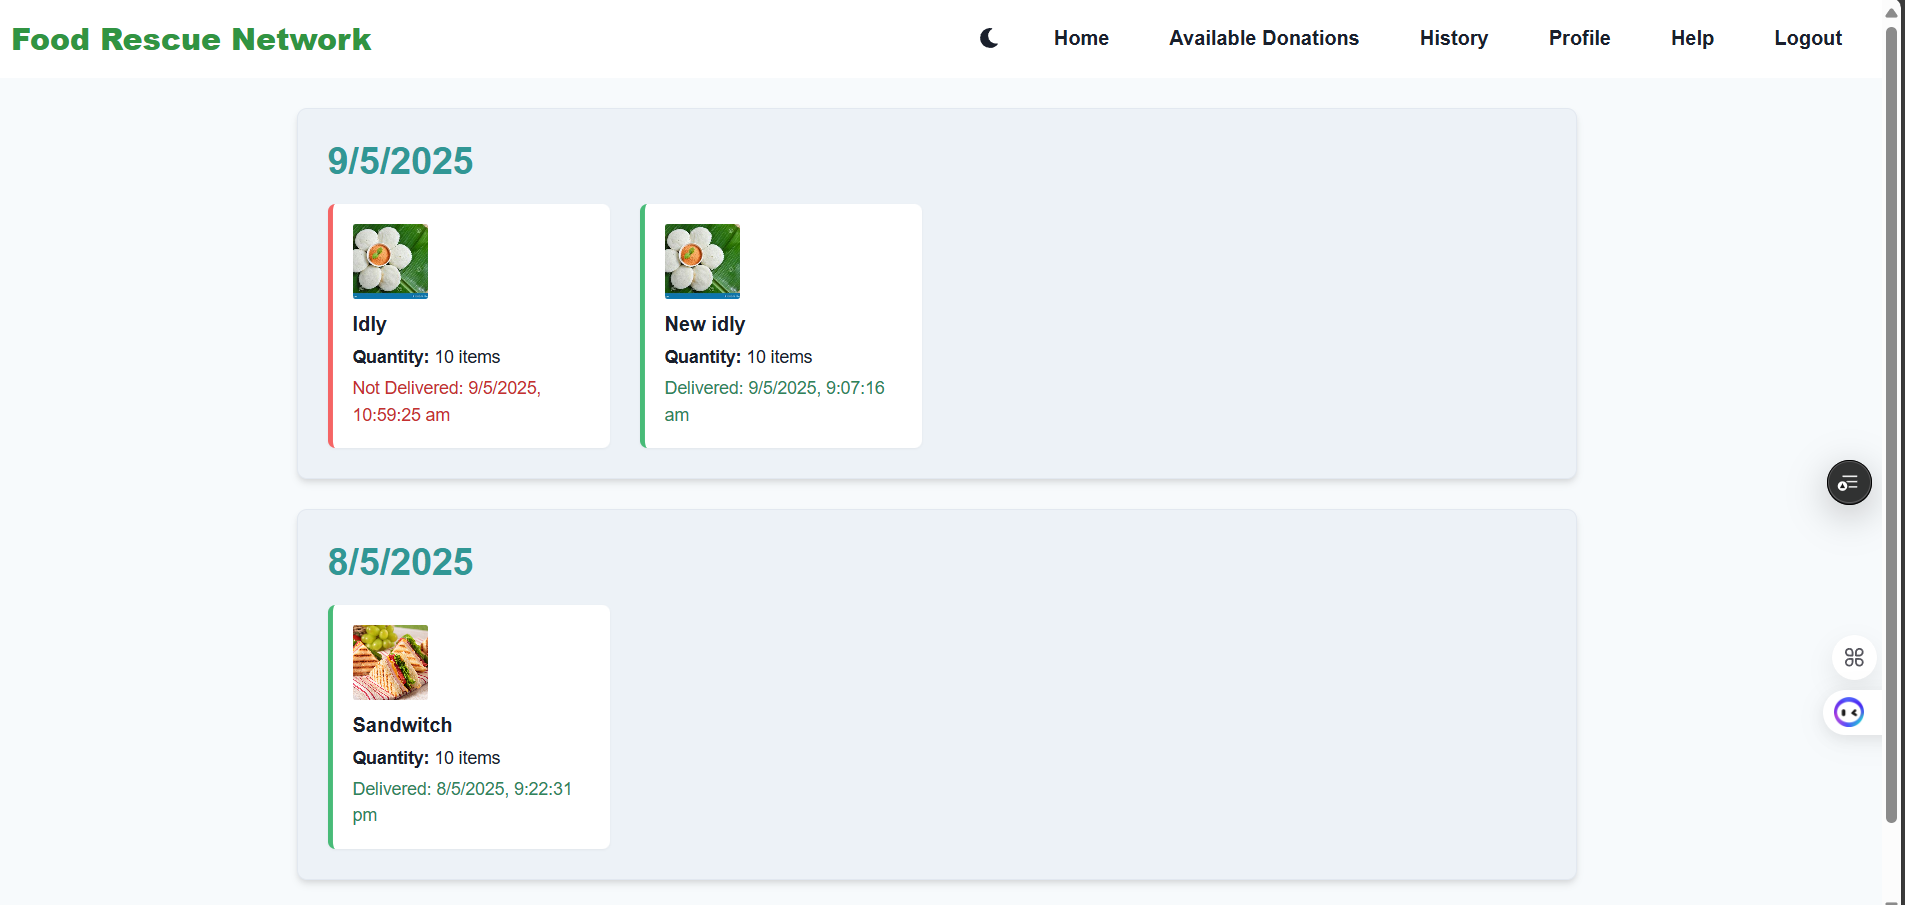 Food Rescue Network
Home Available Donations History Profile Help Logout
9/5/2025
Idly
Quantity: 10 items
Not Delivered: 9/5/2025,
10:59:25 am
New idly
Quantity: 10 items
Delivered: 9/5/2025, 9:07:16
am
8/5/2025
Sandwitch
Quantity: 10 items
Delivered: 8/5/2025, 9:22:31
pm